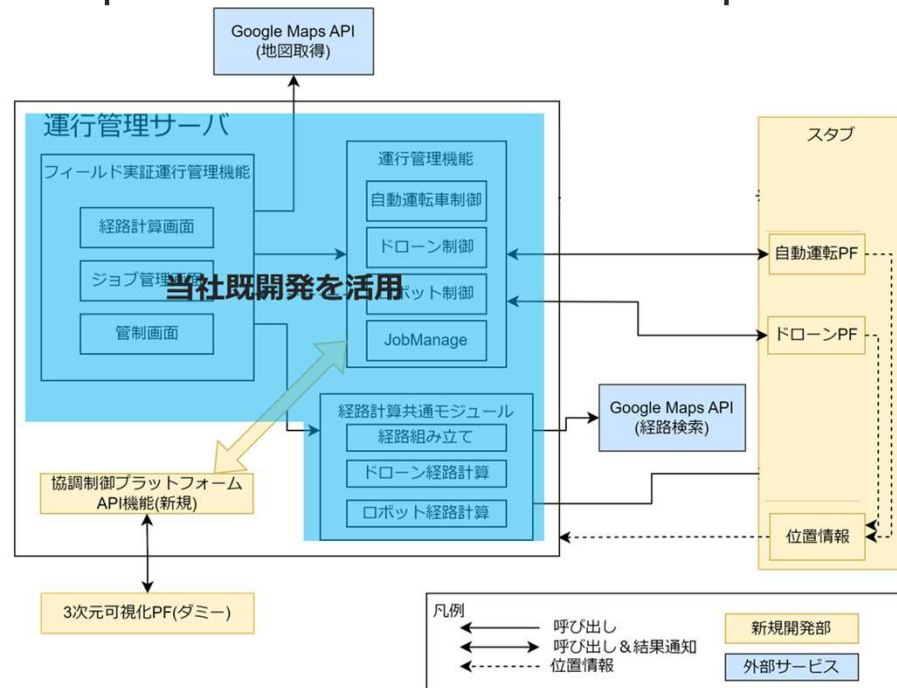 Google Maps API
(地図取得)
運行管理サーバ
フィールド実証運行管理機能
経路計算画面
ジョブ管理画面
管制画面
当社既開発を活用
運行管理機能
自動運転車制御
ドローン制御
ロボット制御
JobManage
経路計算共通モジュール
経路組み立て
ドローン経路計算
ロボット経路計算
協調制御プラットフォーム
API機能(新規)
3次元可視化PF(ダミー)
Google Maps API
(経路検索)
スタブ
自動運転PF
ドローンPF
位置情報
凡例
呼び出し
呼び出し＆結果通知
位置情報
新規開発部
外部サービス